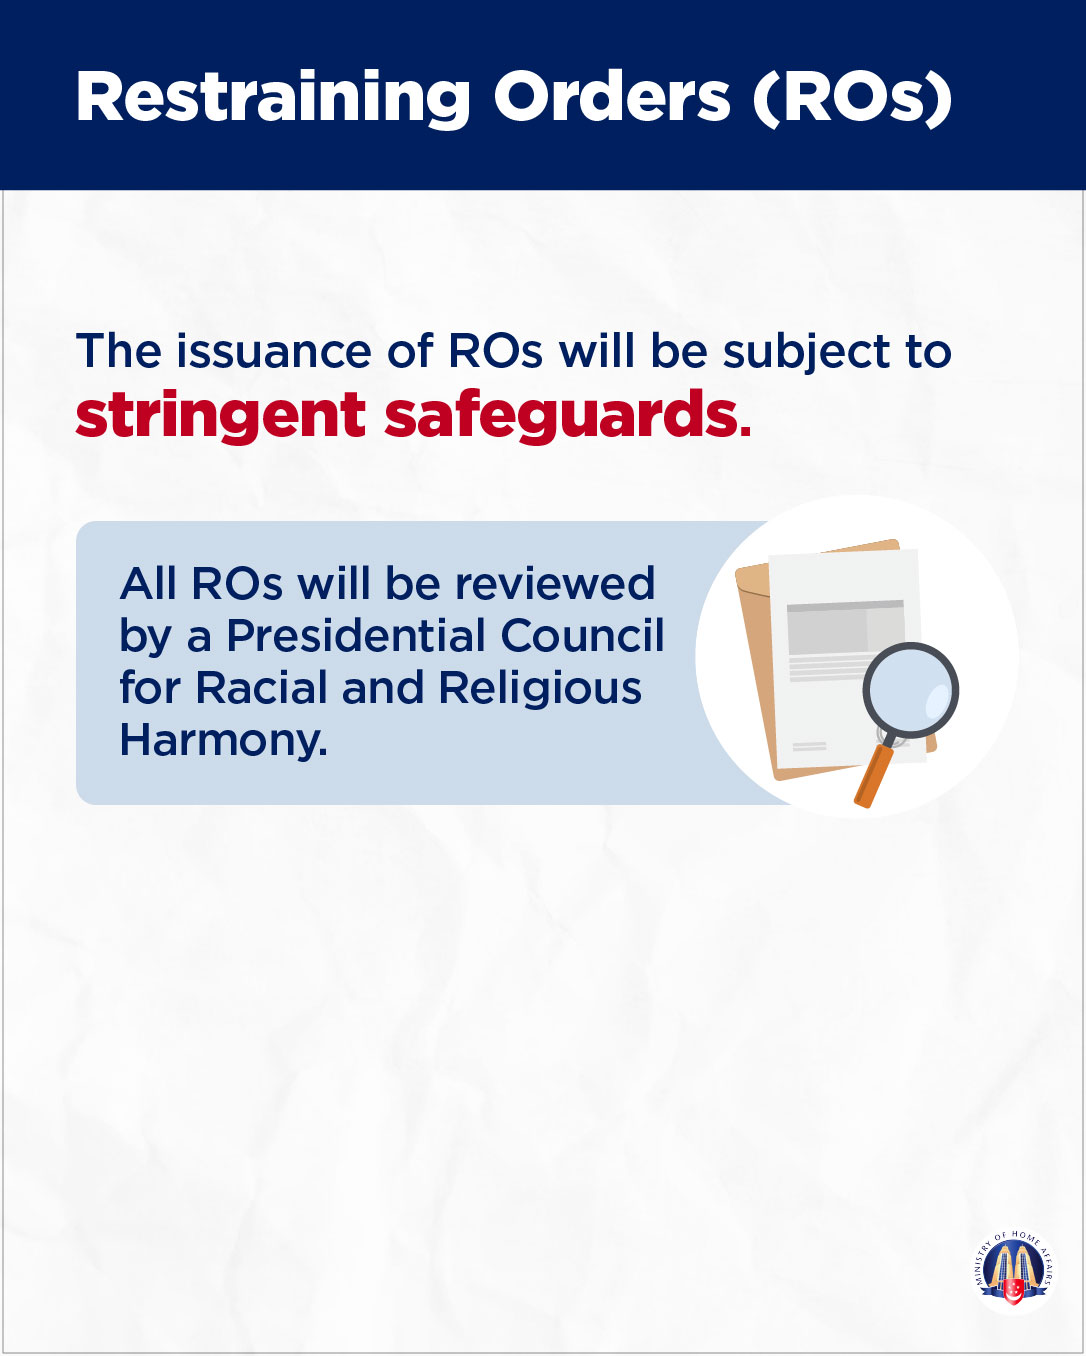 Restraining Orders (ROs)
The issuance of ROs will be subject to
stringent safeguards.
All ROs will be reviewed
by a Presidential Council
for Racial and Religious
Harmony.
MINISTRY OF HOME AFFAIRS